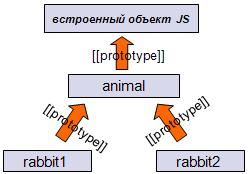 встроенный объект JS
[[prototype]]
animal
[[prototype]]
[[prototype]]
rabbit1
rabbit2